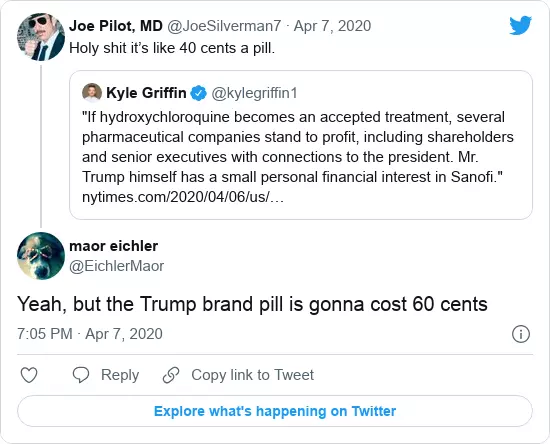 Joe Pilot, MD @JoeSilverman7 · Apr 7, 2020
Holy shit it’s like 40 cents a pill.
Kyle Griffin @kylegriffin1
"If hydroxychloroquine becomes an accepted treatment, several
pharmaceutical companies stand to profit, including shareholders
and senior executives with connections to the president. Mr.
Trump himself has a small personal financial interest in Sanofi."
nytimes.com/2020/04/06/us/…
maor eichler
@EichlerMaor
Yeah, but the Trump brand pill is gonna cost 60 cents
7:05 PM · Apr 7, 2020
Reply Copy link to Tweet
Explore what's happening on Twitter